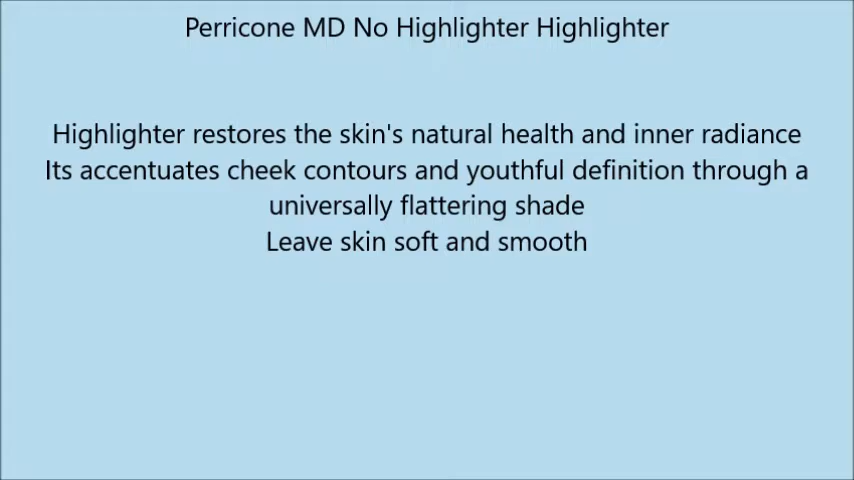 Perricone MD No Highlighter Highlighter
Highlighter restores the skin's natural health and inner radiance
Its accentuates cheek contours and youthful definition through a
universally flattering shade
Leave skin soft and smooth